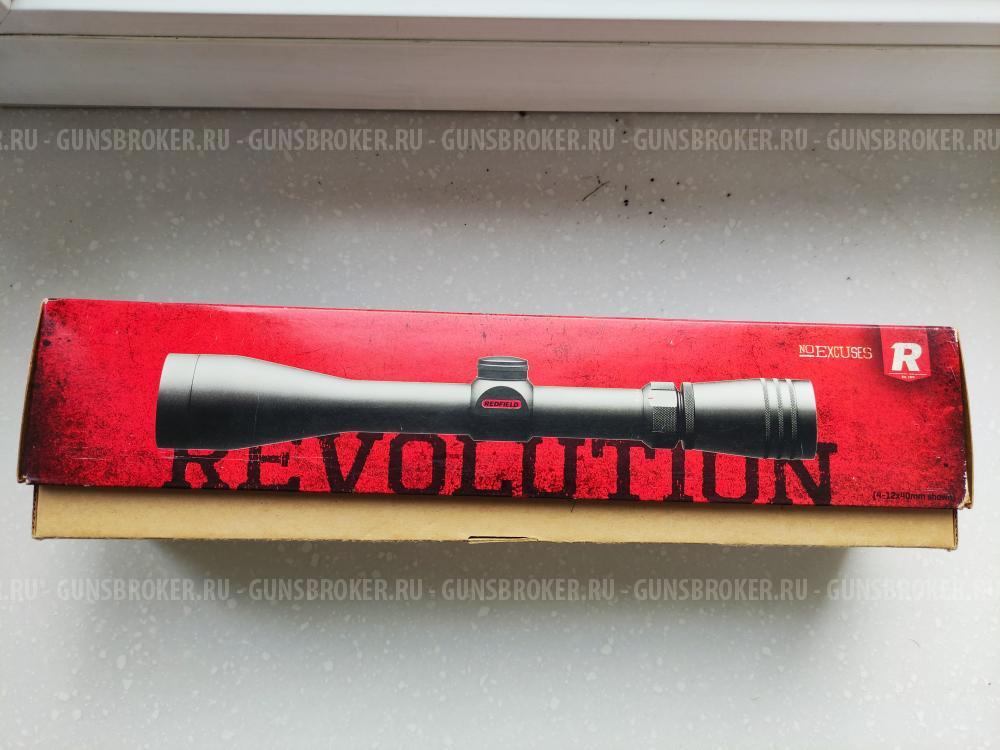 .RU - GUNSBROKER.RU - GUNSBROKER.RU - GUNSBROKER.RU - GUNSBROKER.RU - GUNSBROKER
NO EXCUSES
R
REDFIELD
REVOLUTION
(4-12x40mm shown)
.RU - GUNSBROKER.RU - GUNSBROKER.RU - GUNSBROKER.RU - GUNSBROKER.RU - GUNSBROKER